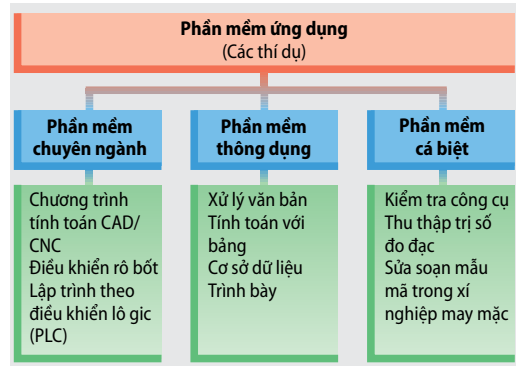 Phần mềm ứng dụng
(Các thí dụ)
Phần mềm
chuyên ngành
Chương trình
tính toán CAD/
CNC
Điều khiển rô bốt
Lập trình theo
điều khiển lô gic
(PLC)
Phần mềm
thông dụng
Xử lý văn bản
Tính toán với
bảng
Cơ sở dữ liệu
Trình bày
Phần mềm
cá biệt
Kiểm tra công cụ
Thu thập trị số
đo đạc
Sửa soạn mẫu
mã trong xí
nghiệp may mặc